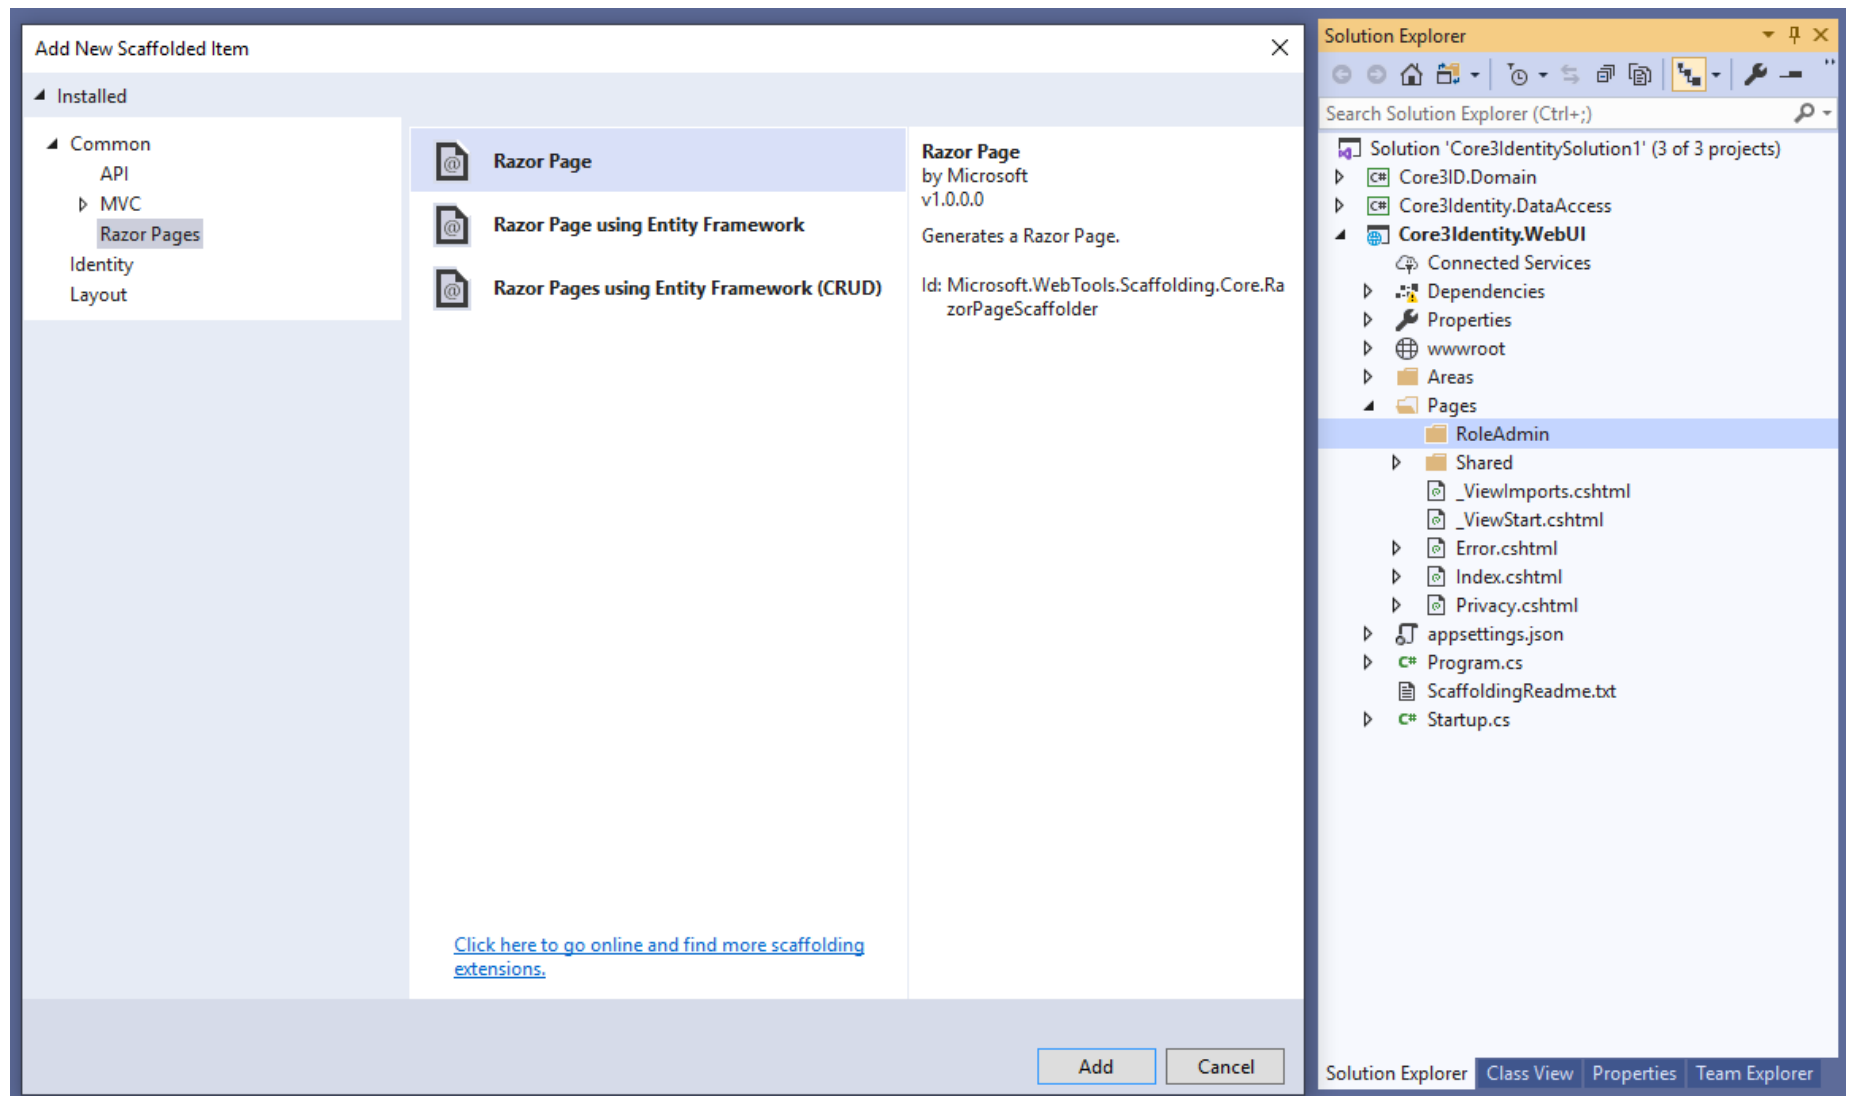 Add New Scaffolded Item
Installed
Common
API
MVC
Razor Pages
Identity
Layout
Razor Page
Razor Page using Entity Framework
Razor Pages using Entity Framework (CRUD)
Click here to go online and find more scaffolding
extensions.
Razor Page
by Microsoft
v1.0.0.0
Generates a Razor Page.
Id: Microsoft.WebTools.Scaffolding.Core.Ra
zorPageScaffolder
Add
Cancel
Solution Explorer
Search Solution Explorer (Ctrl+;)
Solution 'Core3IdentitySolution1' (3 of 3 projects)
C# Core3ID.Domain
C# Core3Identity.DataAccess
Core3Identity.WebUI
Connected Services
Dependencies
Properties
wwwroot
Areas
Pages
RoleAdmin
Shared
_ViewImports.cshtml
_ViewStart.cshtml
Error.cshtml
Index.cshtml
Privacy.cshtml
appsettings.json
C# Program.cs
ScaffoldingReadme.txt
C# Startup.cs
Solution Explorer
Class View
Properties
Team Explorer